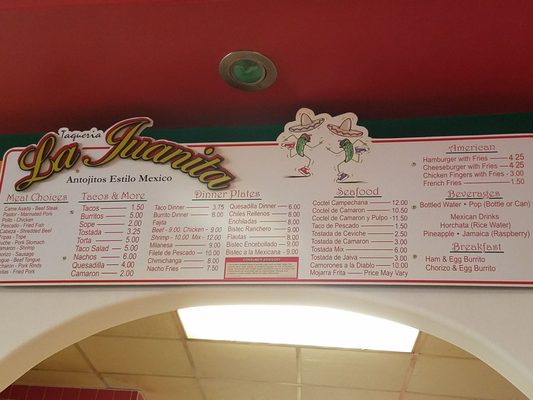 Taqueria
La Juanita
Antojitos Estilo Mexico
Meat Choices
Carne Asada - Beef Steak
Pastor - Marinated Pork
Pollo - Chicken
Pescado - Fried Fish
Cabeza - Shredded Beef
Tripas - Tripe
Buche - Pork Stomach
- Shrimp
Chorizo - Sausage
Lengua - Beef Tongue
- Pork Rinds
Carnitas - Fried Pork
Tacos & More
Tacos 1.50
Burritos 5.00
Sope 2.00
Tostada 3.25
Torta 5.00
Taco Salad 5.00
Nachos 6.00
Quesadilla 4.00
Camaron 2.00
Dinner Plates
Taco Dinner 3.75
Burrito Dinner 8.00
Fajita
Beef - 9.00 Chicken - 9.00
Shrimp - 10.00 Mix - 12.00
Milanesa 9.00
Filete de Pescado 10.00
Chimichanga 8.00
Nacho Fries 7.50
Quesadilla Dinner 6.00
Chiles Rellenos 8.00
Enchiladas 8.00
Bistec Ranchero 9.00
Flautas 8.00
Bistec Encebollado 9.00
Bistec a la Mexicana 9.00
CONSUMER ADVISORY
Seafood
Coctel Campechana 12.00
Coctel de Camaron 10.50
Coctel de Camaron y Pulpo 11.50
Taco de Pescado 1.50
Tostada de Ceviche 2.50
Tostada de Camaron 3.00
Tostada Mix 6.00
Tostada de Jaiva 3.00
Camorones a la Diablo 10.00
Mojarra Frita Price May Vary
American
Hamburger with Fries 4.25
Cheeseburger with Fries 4.25
Chicken Fingers with Fries - 3.00
French Fries 1.50
Beverages
Bottled Water • Pop (Bottle or Can)
Mexican Drinks
Horchata (Rice Water)
Pineapple • Jamaica (Raspberry)
Breakfast
Ham & Egg Burrito
Chorizo & Egg Burrito